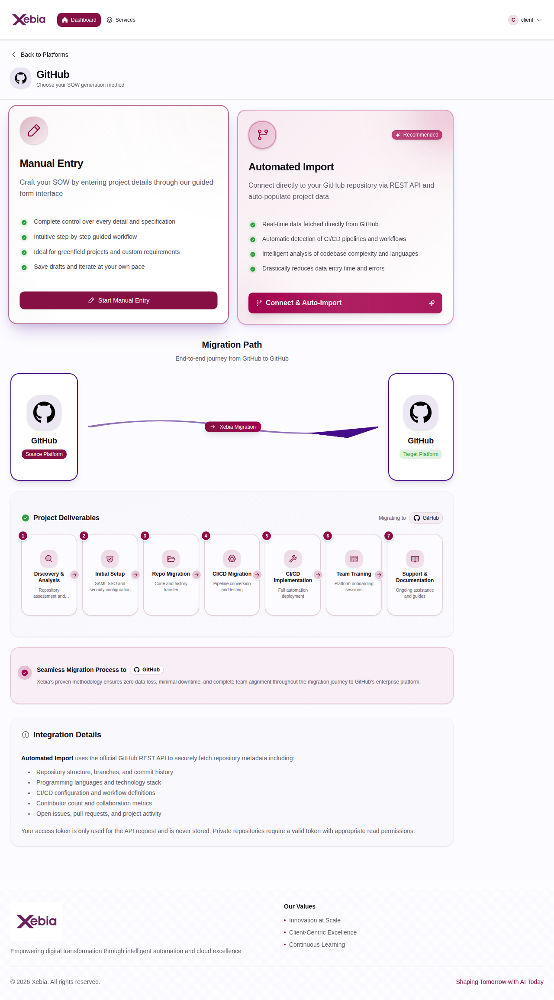 Xebia
Dashboard
Services
C
client
Back to Platforms
GitHub
Choose your SOW generation method
Manual Entry
Craft your SOW by entering project details through our guided
form interface
Complete control over every detail and specification
Intuitive step-by-step guided workflow
Ideal for greenfield projects and custom requirements
Save drafts and iterate at your own pace
Start Manual Entry
Recommended
Automated Import
Connect directly to your GitHub repository via REST API and
auto-populate project data
Real-time data fetched directly from GitHub
Automatic detection of CI/CD pipelines and workflows
Intelligent analysis of codebase complexity and languages
Drastically reduces data entry time and errors
Connect & Auto-Import
Migration Path
End-to-end journey from GitHub to GitHub
GitHub
Source Platform
Xebia Migration
GitHub
Target Platform
Project Deliverables
Migrating to
GitHub
1
Discovery &
Analysis
Repository
assessment and...
2
Initial Setup
SAML SSO and
security configuration
3
Repo Migration
Code and history
transfer
4
CI/CD Migration
Pipeline conversion
and testing
5
CI/CD
Implementation
Full automation
deployment
6
Team Training
Platform onboarding
sessions
7
Support &
Documentation
Ongoing assistance
and guides
Seamless Migration Process to GitHub
Xebia's proven methodology ensures zero data loss, minimal downtime, and complete team alignment throughout the migration journey to GitHub's enterprise platform.
Integration Details
Automated Import uses the official GitHub REST API to securely fetch repository metadata including:
• Repository structure, branches, and commit history
• Programming languages and technology stack
• CI/CD configuration and workflow definitions
• Contributor count and collaboration metrics
• Open issues, pull requests, and project activity
Your access token is only used for the API request and is never stored. Private repositories require a valid token with appropriate read permissions.
Xebia
Empowering digital transformation through intelligent automation and cloud excellence
Our Values
• Innovation at Scale
• Client-Centric Excellence
• Continuous Learning
© 2026 Xebia. All rights reserved.
Shaping Tomorrow with AI Today